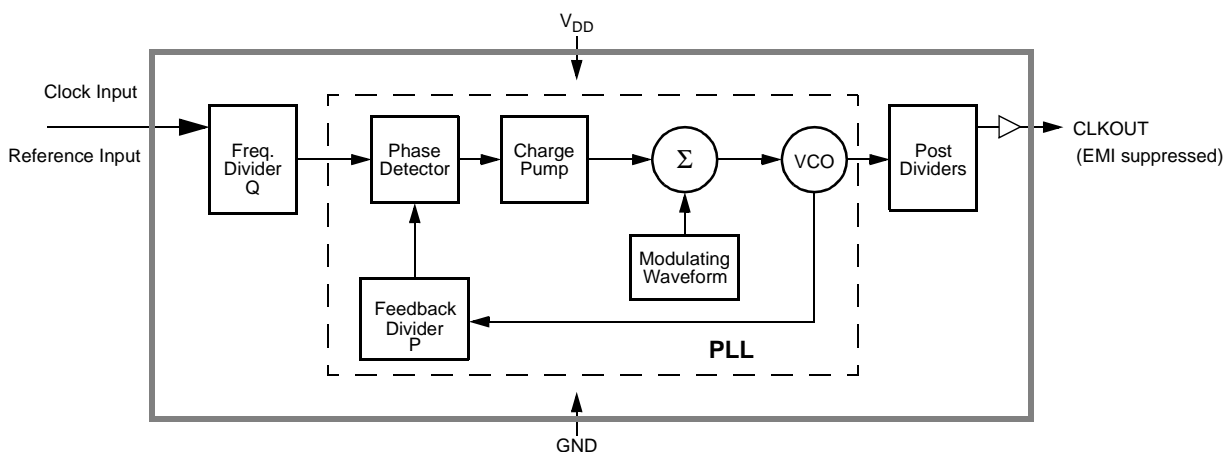 VDD
Clock Input
Reference Input
Freq.
Divider
Q
Phase
Detector
Charge
Pump
Σ
VCO
Post
Dividers
CLKOUT
(EMI suppressed)
Modulating
Waveform
Feedback
Divider
P
PLL
GND